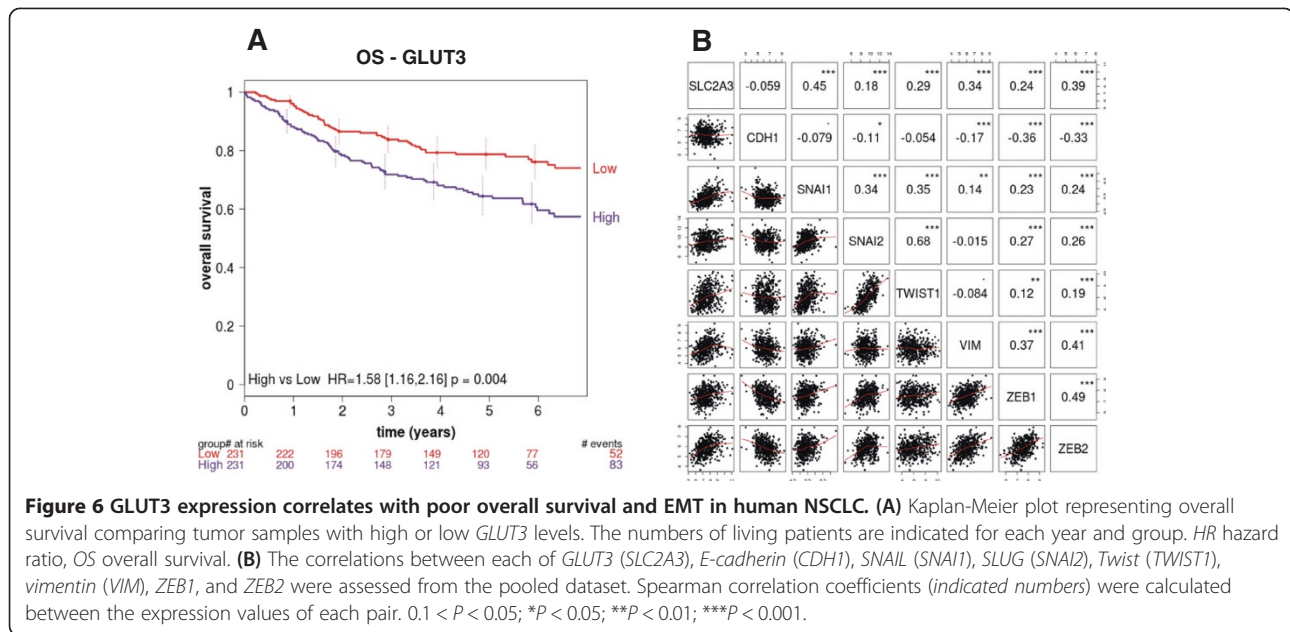 A
OS - GLUT3
overall survival
1
0.8
0.6
0.4
0.2
0
Low
High
High vs Low HR=1.58 [1.16,2.16] p = 0.004
0 1 2 3 4 5 6
time (years)
group# at risk # events
Low 231 222 196 179 149 120 77 52
High 231 200 174 148 121 93 56 83
B
SLC2A3 -0.059 0.45 *** 0.18 *** 0.29 *** 0.34 *** 0.24 *** 0.39 ***
CDH1 -0.079 . -0.11 * -0.054 -0.17 *** -0.36 *** -0.33 ***
SNAI1 0.34 *** 0.35 *** 0.14 ** 0.23 *** 0.24 ***
SNAI2 0.68 *** -0.015 0.27 *** 0.26 ***
TWIST1 -0.084 . 0.12 ** 0.19 ***
VIM 0.37 *** 0.41 ***
ZEB1 0.49 ***
ZEB2
Figure 6 GLUT3 expression correlates with poor overall survival and EMT in human NSCLC. (A) Kaplan-Meier plot representing overall
survival comparing tumor samples with high or low GLUT3 levels. The numbers of living patients are indicated for each year and group. HR hazard
ratio, OS overall survival. (B) The correlations between each of GLUT3 (SLC2A3), E-cadherin (CDH1), SNAIL (SNAI1), SLUG (SNAI2), Twist (TWIST1),
vimentin (VIM), ZEB1, and ZEB2 were assessed from the pooled dataset. Spearman correlation coefficients (indicated numbers) were calculated
between the expression values of each pair. 0.1 < P < 0.05; *P < 0.05; **P < 0.01; ***P < 0.001.